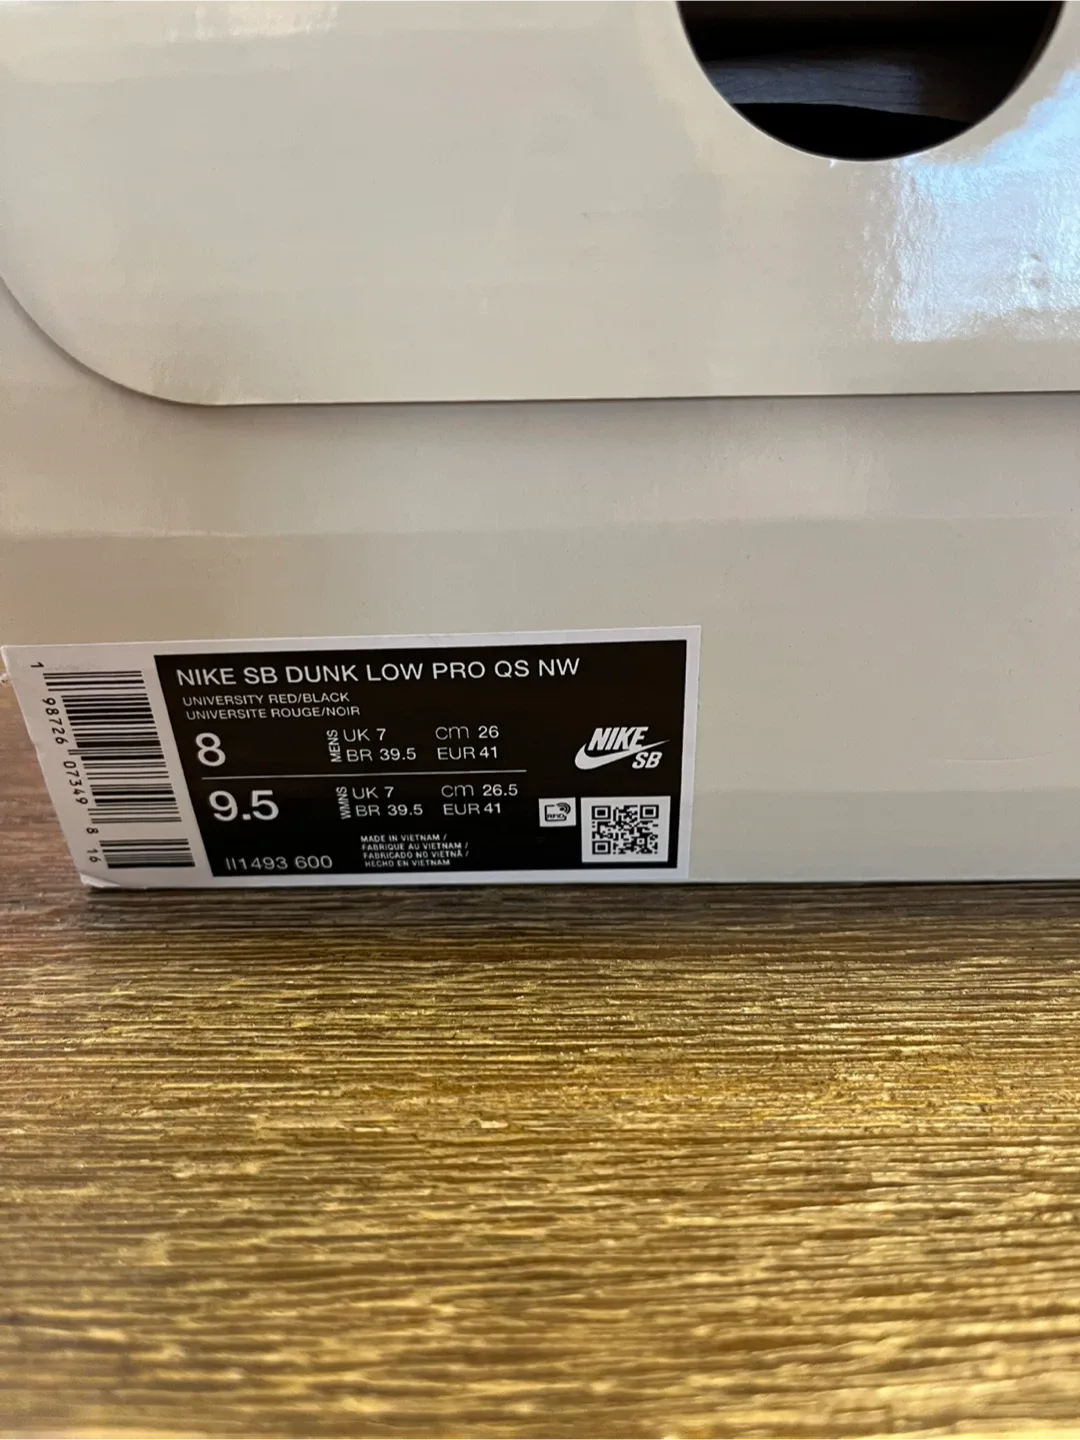 NIKE SB DUNK LOW PRO QS NW
UNIVERSITY RED/BLACK
UNIVERSITE ROUGE/NOIR
8 MENS UK 7 cm 26
BR 39.5 EUR 41
9.5 WMNS UK 7 cm 26.5
BR 39.5 EUR 41
II1493 600
MADE IN VIETNAM /
FABRIQUE AU VIETNAM /
FABRICADO NO VIETNÃ /
HECHO EN VIETNAM
NIKE
SB
RFID
1 98726 07349 8 16